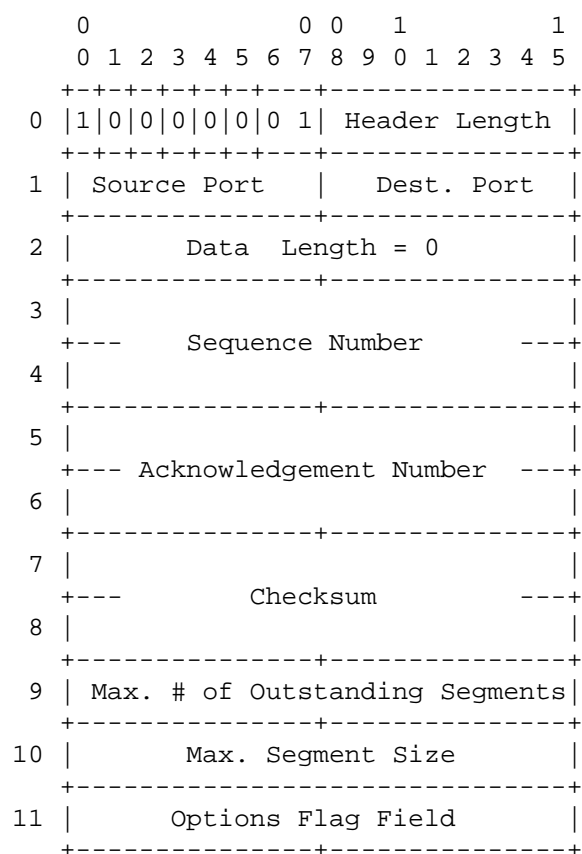 0             0 0   1         1
    0 1 2 3 4 5 6 7 8 9 0 1 2 3 4 5
   +-+-+-+-+-+-+---+---------------+
 0 |1|0|0|0|0|0|0 1| Header Length |
   +-+-+-+-+-+-+---+---------------+
 1 | Source Port   |   Dest. Port  |
   +---------------+---------------+
 2 |       Data  Length = 0        |
   +---------------+---------------+
 3 |                               |
   +---    Sequence Number      ---+
 4 |                               |
   +---------------+---------------+
 5 |                               |
   +--- Acknowledgement Number  ---+
 6 |                               |
   +---------------+---------------+
 7 |                               |
   +---        Checksum         ---+
 8 |                               |
   +---------------+---------------+
 9 | Max. # of Outstanding Segments|
   +---------------+---------------+
10 |       Max. Segment Size       |
   +-------------------------------+
11 |      Options Flag Field       |
   +---------------+---------------+